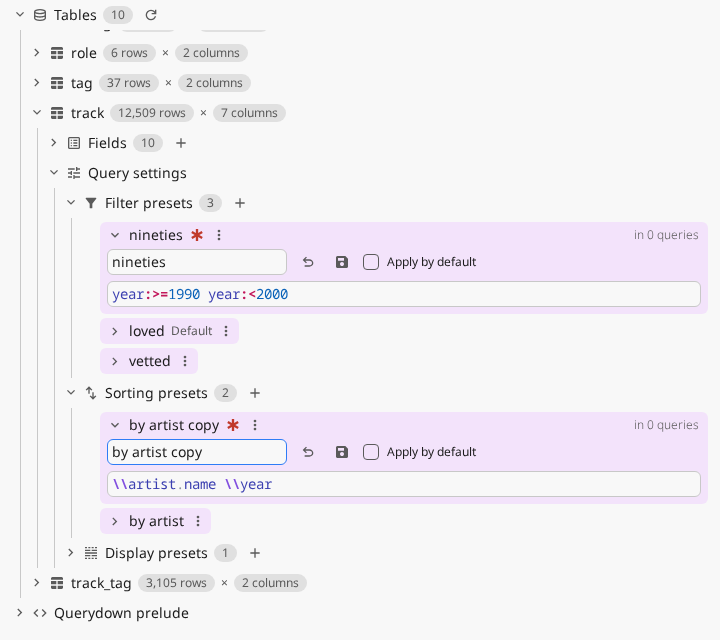 Tables 10
role 6 rows × 2 columns
tag 37 rows × 2 columns
track 12,509 rows × 7 columns
Fields 10 +
Query settings
Filter presets 3 +
nineties * in 0 queries
nineties Apply by default
year:>=1990 year:<2000
loved Default
vetted
Sorting presets 2 +
by artist copy * in 0 queries
by artist copy Apply by default
\\artist.name \\year
by artist
Display presets 1 +
track_tag 3,105 rows × 2 columns
<> Querydown prelude